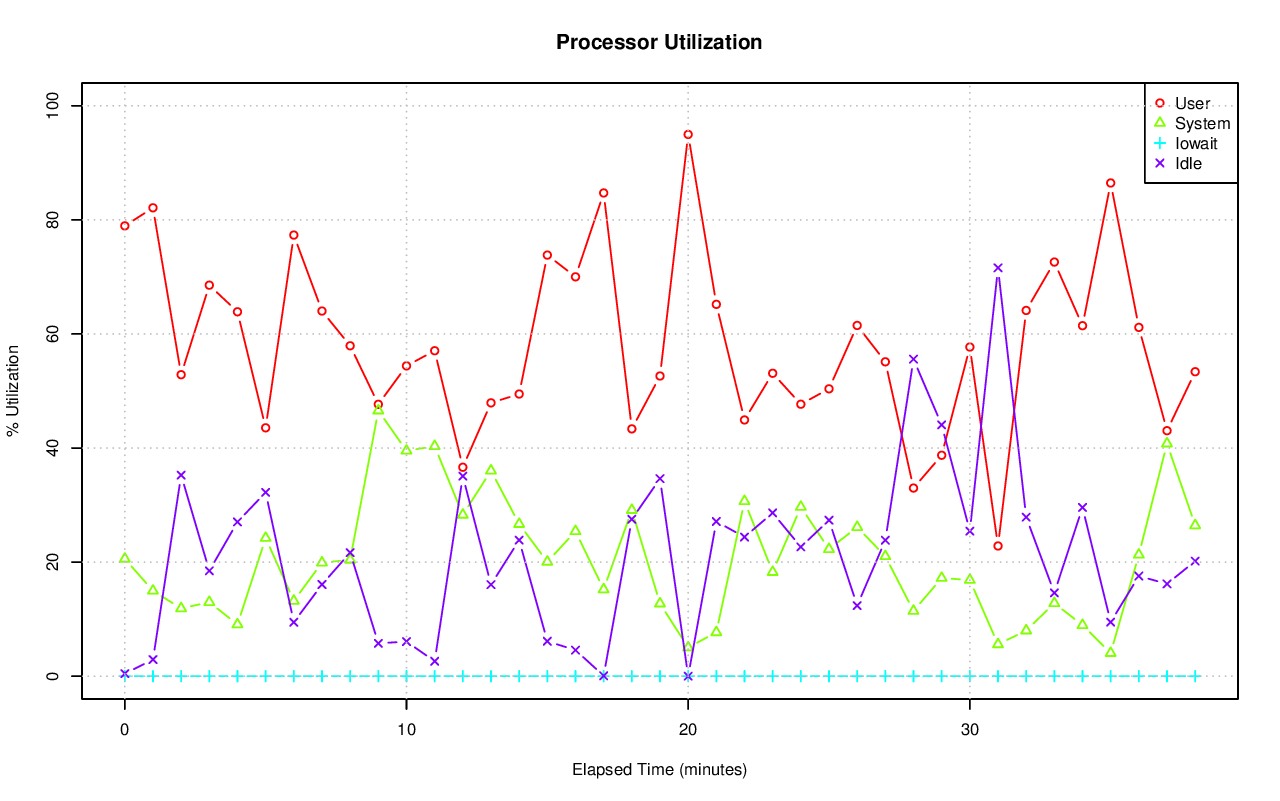 Processor Utilization
% Utilization
100
80
60
40
20
0
User
System
Iowait
Idle
0 10 20 30
Elapsed Time (minutes)